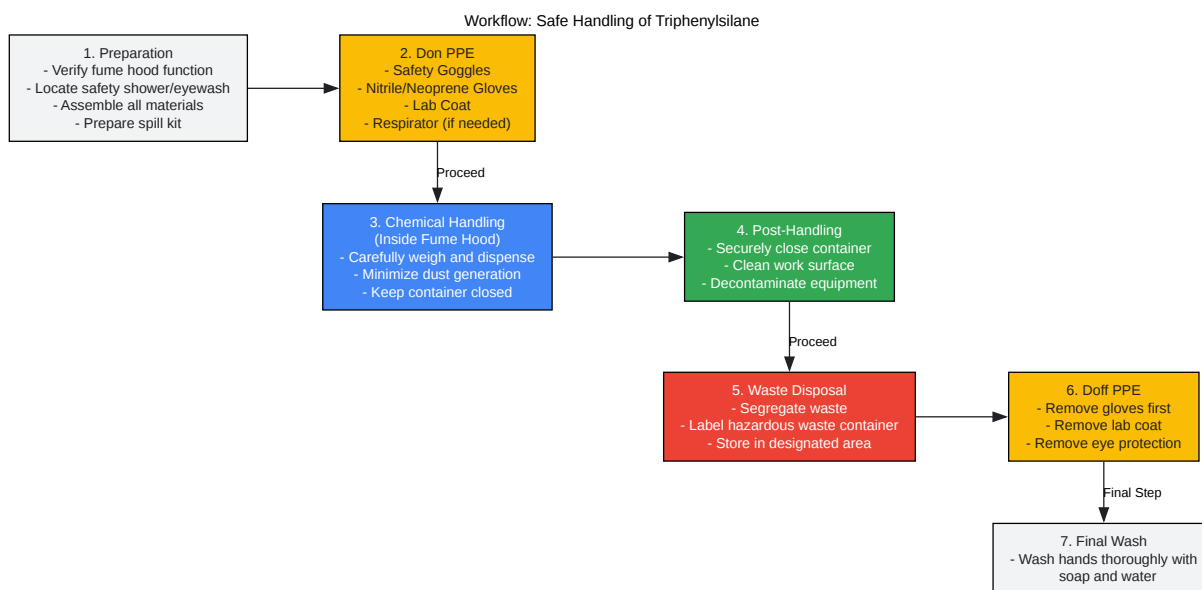 Workflow: Safe Handling of Triphenylsilane
1. Preparation
- Verify fume hood function
- Locate safety shower/eyewash
- Assemble all materials
- Prepare spill kit
2. Don PPE
- Safety Goggles
- Nitrile/Neoprene Gloves
- Lab Coat
- Respirator (if needed)
Proceed
3. Chemical Handling
(Inside Fume Hood)
- Carefully weigh and dispense
- Minimize dust generation
- Keep container closed
4. Post-Handling
- Securely close container
- Clean work surface
- Decontaminate equipment
Proceed
5. Waste Disposal
- Segregate waste
- Label hazardous waste container
- Store in designated area
6. Doff PPE
- Remove gloves first
- Remove lab coat
- Remove eye protection
Final Step
7. Final Wash
- Wash hands thoroughly with
soap and water